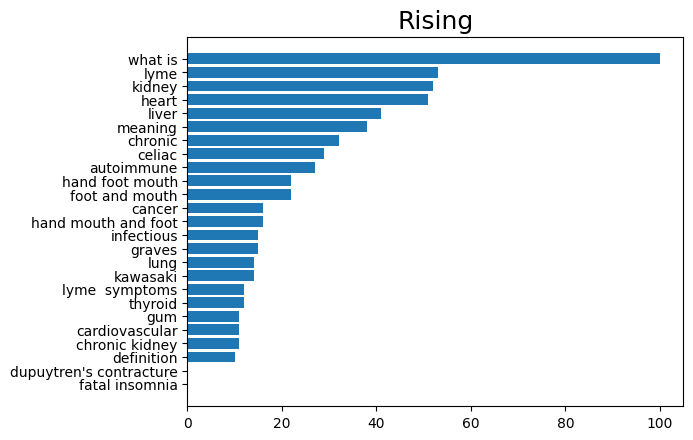 Rising
what is
lyme
kidney
heart
liver
meaning
chronic
celiac
autoimmune
hand foot mouth
foot and mouth
cancer
hand mouth and foot
infectious
graves
lung
kawasaki
lyme  symptoms
thyroid
gum
cardiovascular
chronic kidney
definition
dupuytren's contracture
fatal insomnia
0 20 40 60 80 100